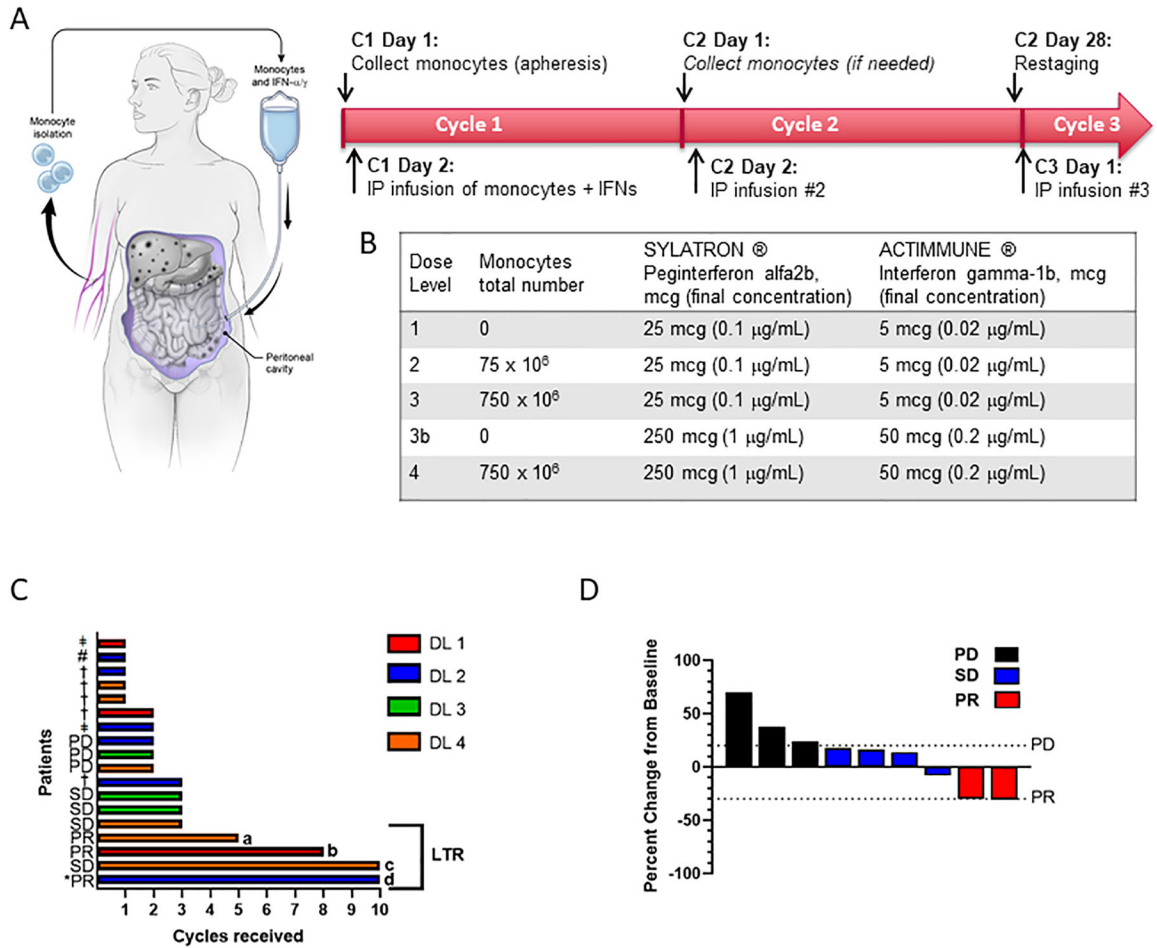 A
Monocytes
and IFN-α/γ
Monocyte
isolation
Peritoneal
cavity
C1 Day 1:
Collect monocytes (apheresis)
C2 Day 1:
Collect monocytes (if needed)
C2 Day 28:
Restaging
Cycle 1
Cycle 2
Cycle 3
C1 Day 2:
IP infusion of monocytes + IFNs
C2 Day 2:
IP infusion #2
C3 Day 1:
IP infusion #3
B
Dose
Level
Monocytes
total number
SYLATRON ®
Peginterferon alfa2b,
mcg (final concentration)
ACTIMMUNE ®
Interferon gamma-1b, mcg
(final concentration)
1 0 25 mcg (0.1 μg/mL) 5 mcg (0.02 μg/mL)
2 75 x 10⁶ 25 mcg (0.1 μg/mL) 5 mcg (0.02 μg/mL)
3 750 x 10⁶ 25 mcg (0.1 μg/mL) 5 mcg (0.02 μg/mL)
3b 0 250 mcg (1 μg/mL) 50 mcg (0.2 μg/mL)
4 750 x 10⁶ 250 mcg (1 μg/mL) 50 mcg (0.2 μg/mL)
C
Patients
ǂ
#
†
†
†
†
ǂ
PD
PD
PD
†
SD
SD
SD
PR a
PR b
SD c
*PR d
LTR
1 2 3 4 5 6 7 8 9 10
Cycles received
DL 1
DL 2
DL 3
DL 4
D
Percent Change from Baseline
100
50
0
-50
-100
PD
SD
PR
PD
PR